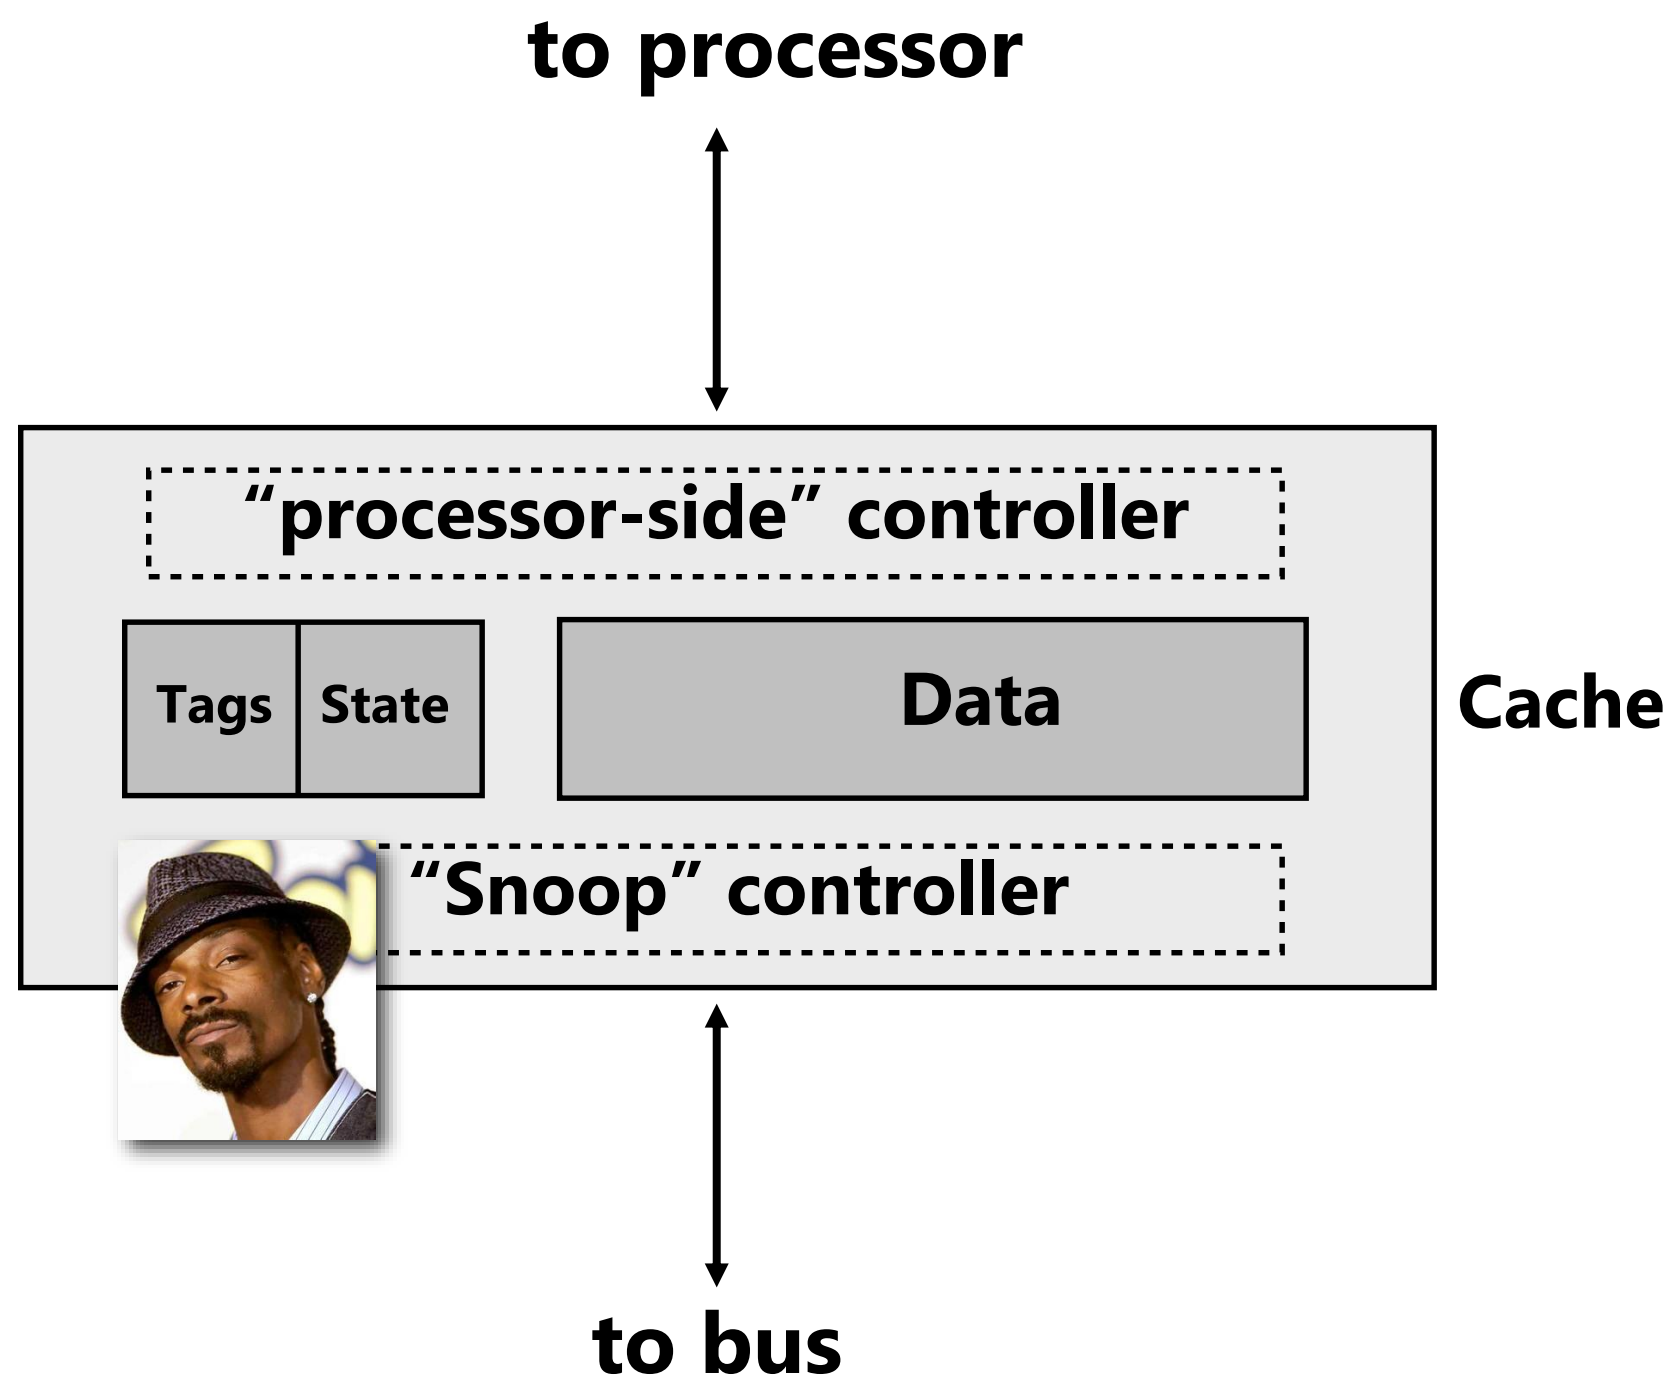 to processor
“processor-side” controller
Tags State Data
Cache
“Snoop” controller
to bus